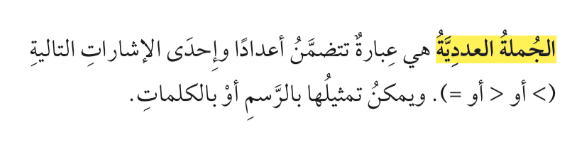 الجُملةُ العدديَّةُ هي عِبارةٌ تتضمَّنُ أعدادًا وإحدَى الإشاراتِ التاليةِ
(> أو < أو =). ويمكنُ تمثيلُها بالرَّسمِ أوْ بالكلماتِ.